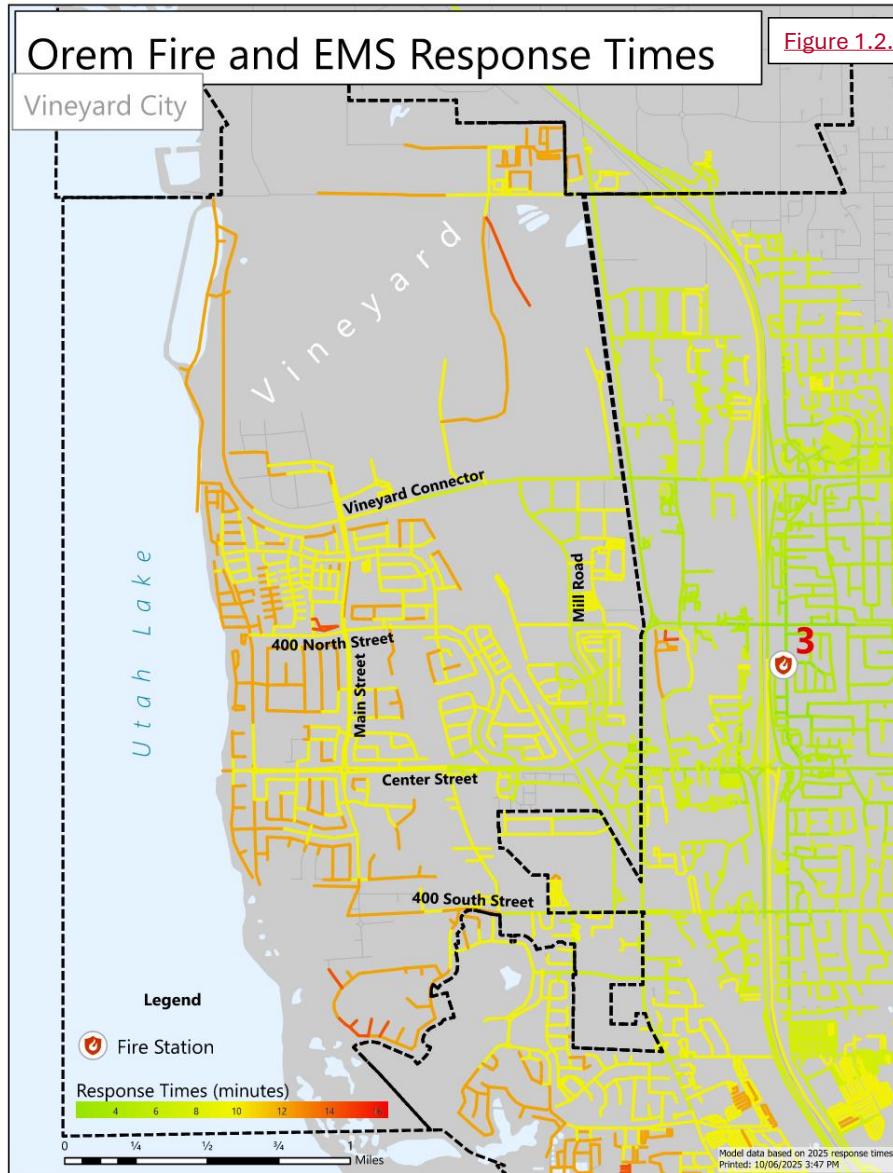 Orem Fire and EMS Response Times
Figure 1.2.
Vineyard City
Vineyard
Vineyard Connector
Utah Lake
Mill Road
3
400 North Street
Main Street
Center Street
400 South Street
Legend
Fire Station
Response Times (minutes)
4 6 8 10 12 14 16
0 ¼ ½ ¾ 1
Miles
Model data based on 2025 response times
Printed: 10/06/2025 3:47 PM